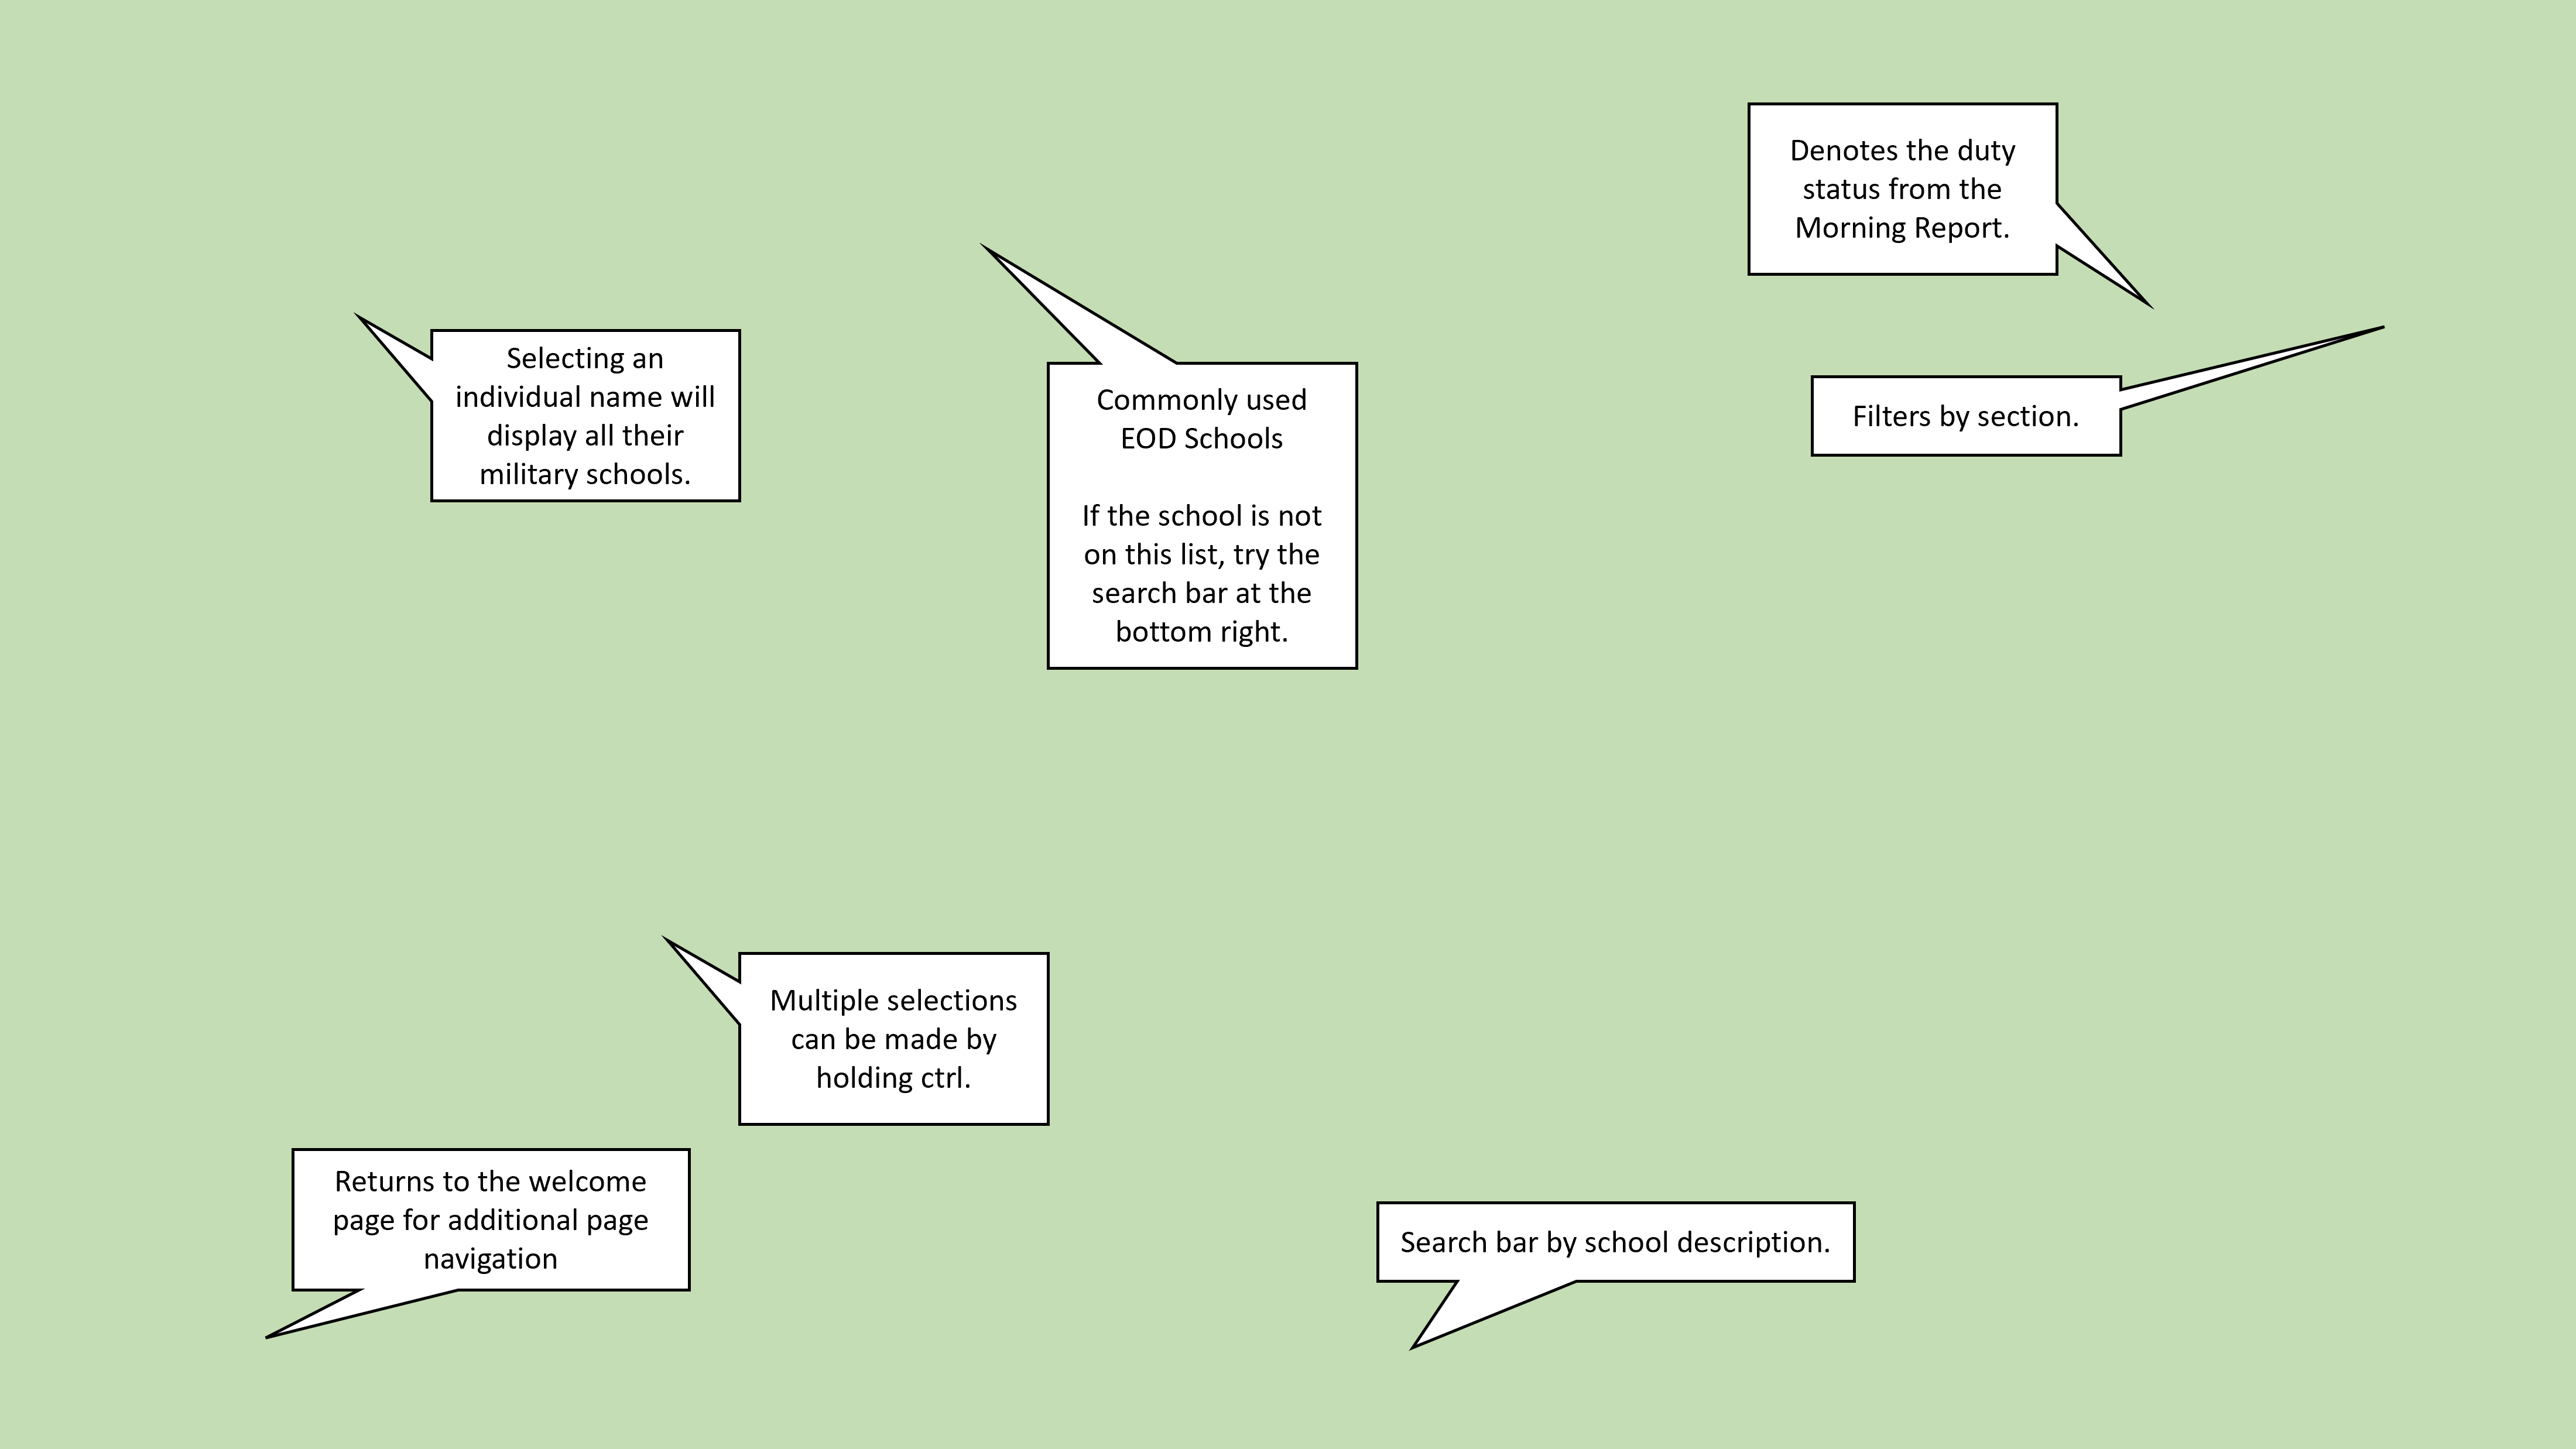 Denotes the duty
status from the
Morning Report.
Selecting an
individual name will
display all their
military schools.
Commonly used
EOD Schools
If the school is not
on this list, try the
search bar at the
bottom right.
Filters by section.
Multiple selections
can be made by
holding ctrl.
Returns to the welcome
page for additional page
navigation
Search bar by school description.